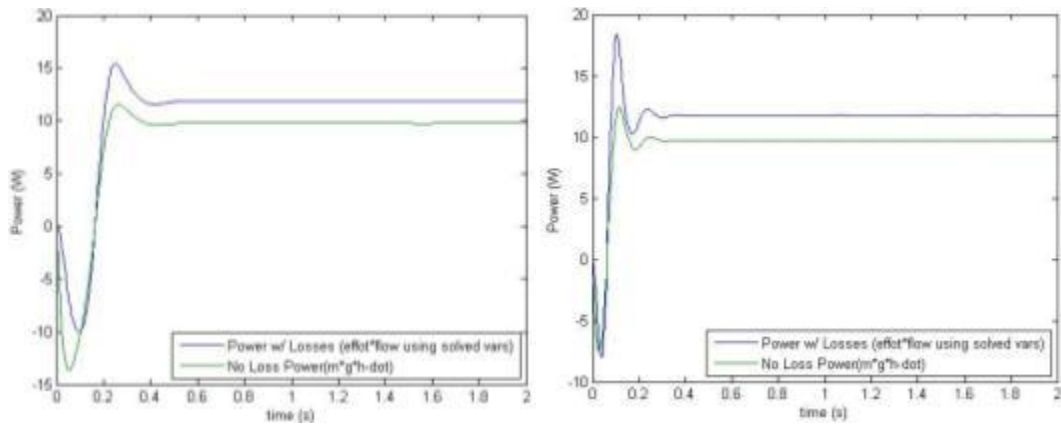 20
15
10
5
0
-5
-10
-15
Power (W)
0 0.2 0.4 0.6 0.8 1 1.2 1.4 1.6 1.8 2
time (s)
Power w/ Losses (effot*flow using solved vars)
No Loss Power(m*g*h-dot)
20
15
10
5
0
-5
-10
Power (W)
0 0.2 0.4 0.6 0.8 1 1.2 1.4 1.6 1.8 2
time (s)
Power w/ Losses (effot*flow using solved vars)
No Loss Power(m*g*h-dot)